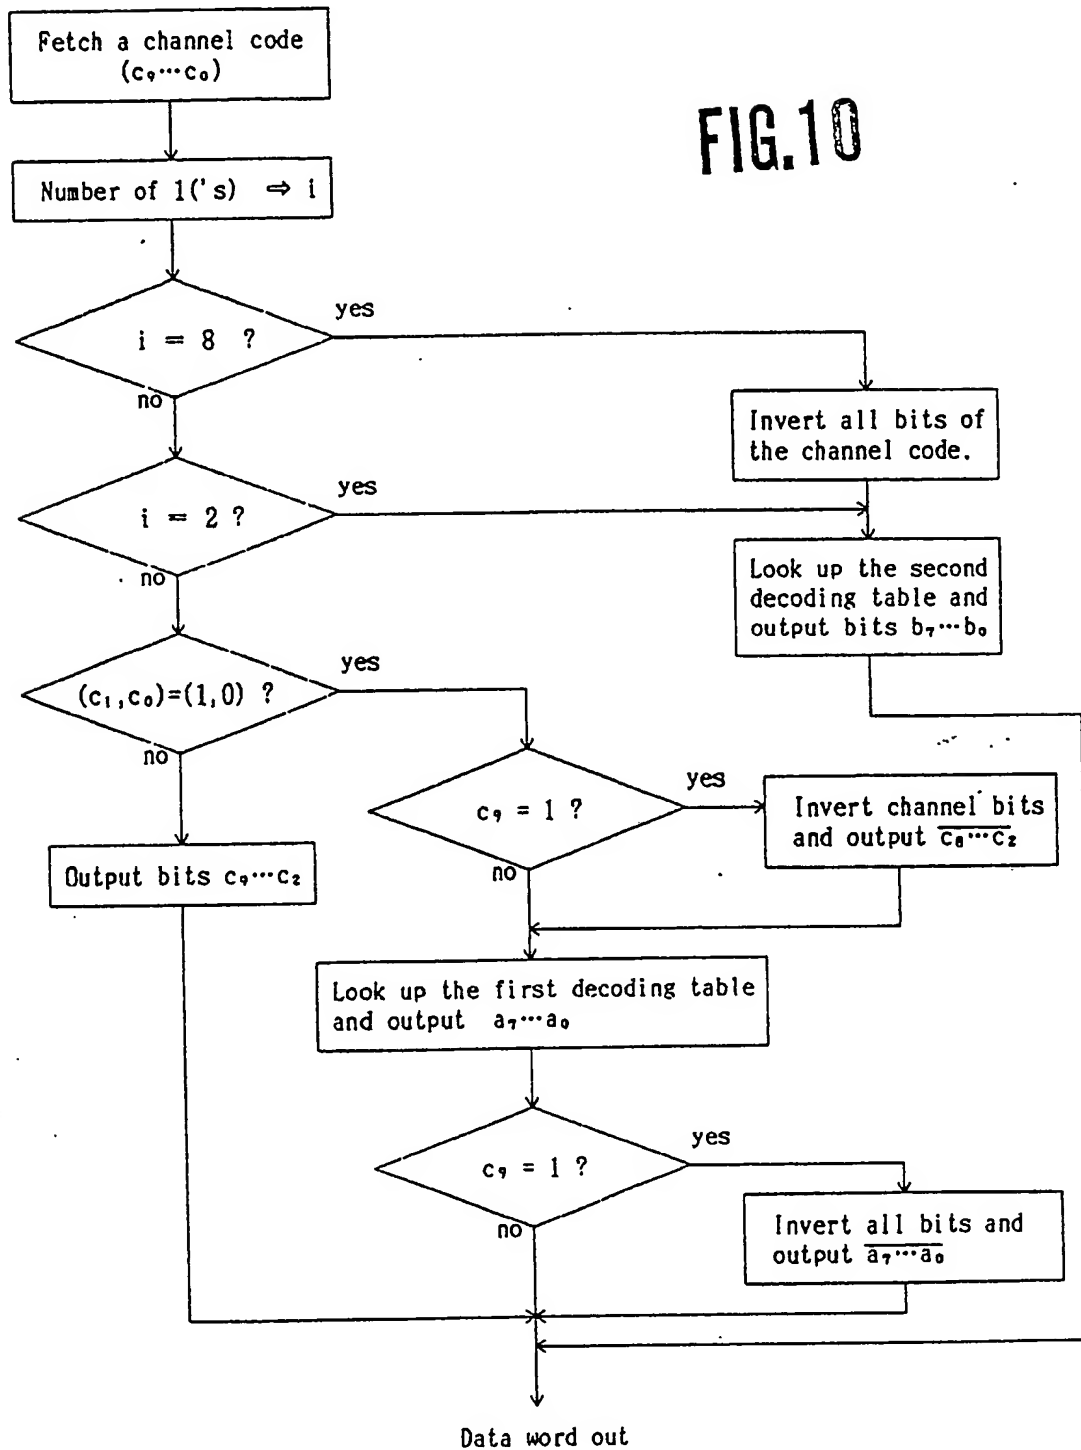 FIG.10
Fetch a channel code
(c₉⋯c₀)
Number of 1('s) ⇒ i
i = 8 ?
yes
no
Invert all bits of
the channel code.
i = 2 ?
yes
no
Look up the second
decoding table and
output bits b₇⋯b₀
(c₁,c₀)=(1,0) ?
yes
no
c₉ = 1 ?
yes
no
Invert channel bits
and output c̅₈̅⋯̅c̅₂̅
Output bits c₉⋯c₂
Look up the first decoding table
and output a₇⋯a₀
c₉ = 1 ?
yes
no
Invert all bits and
output a̅₇̅⋯̅a̅₀̅
Data word out